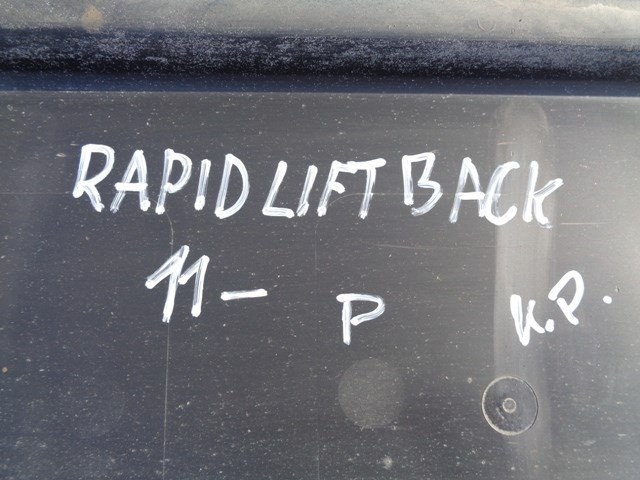 RAPID LIFTBACK
11- P K.P.